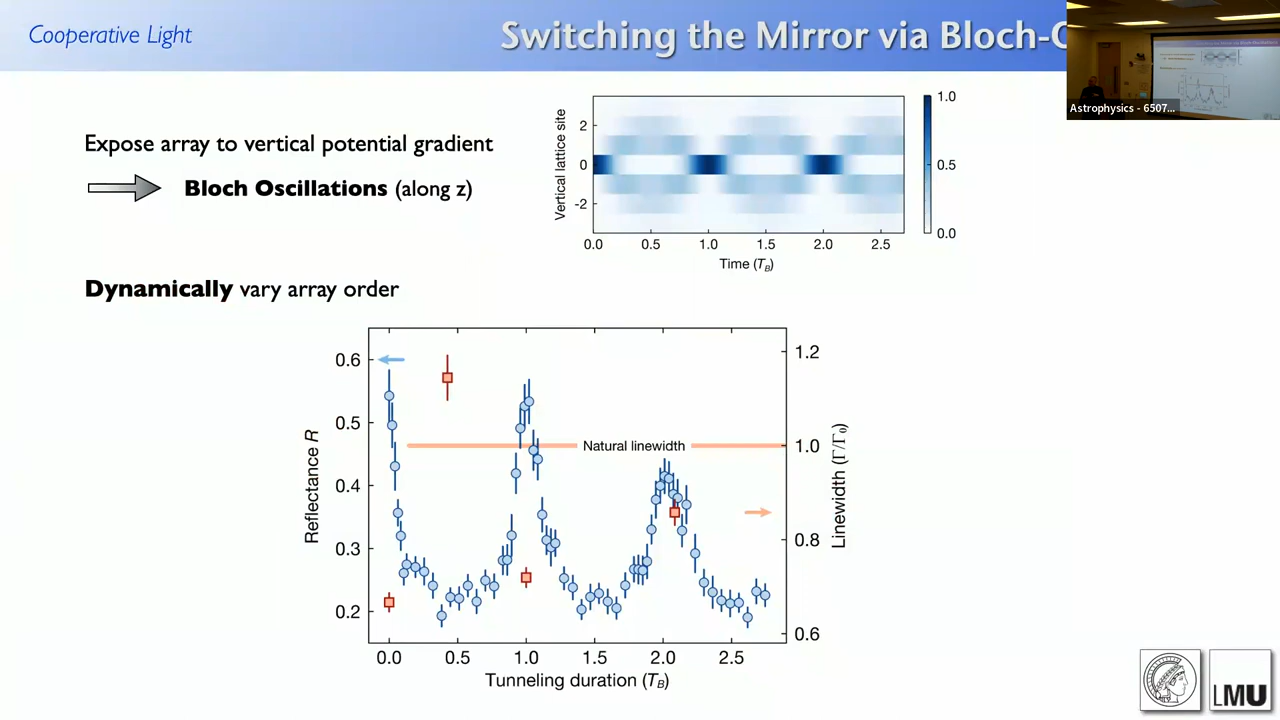 Cooperative Light
Switching the Mirror via Bloch-
Astrophysics - 6507...
Expose array to vertical potential gradient
Bloch Oscillations (along z)
Vertical lattice site
2
0
-2
0.0 0.5 1.0 1.5 2.0 2.5
Time (T_B)
1.0
0.5
0.0
Dynamically vary array order
Reflectance R
0.6
0.5
0.4
0.3
0.2
Natural linewidth
1.2
1.0
0.8
0.6
Linewidth (Γ/Γ₀)
0.0 0.5 1.0 1.5 2.0 2.5
Tunneling duration (T_B)
LMU